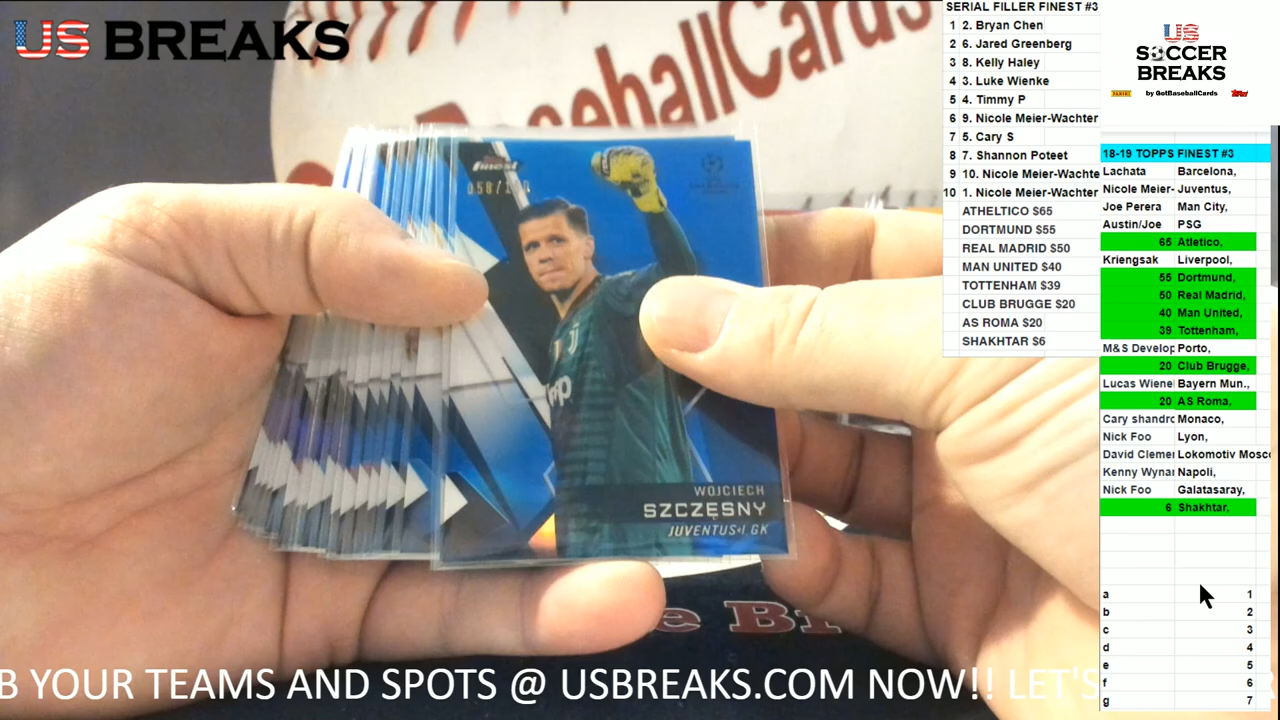 US BREAKS
BaseballCards
finest
WOJCIECH
SZCZĘSNY
JUVENTUS • GK
B YOUR TEAMS AND SPOTS @ USBREAKS.COM NOW!! LET'S
SERIAL FILLER FINEST #3
1 2. Bryan Chen
2 6. Jared Greenberg
3 8. Kelly Haley
4 3. Luke Wienke
5 4. Timmy P
6 9. Nicole Meier-Wachter
7 5. Cary S
8 7. Shannon Poteet
9 10. Nicole Meier-Wachte
10 1. Nicole Meier-Wachter
ATHELTICO $65
DORTMUND $55
REAL MADRID $50
MAN UNITED $40
TOTTENHAM $39
CLUB BRUGGE $20
AS ROMA $20
SHAKHTAR $6
US
SOCCER
BREAKS
PANINI by GotBaseballCards Topps
18-19 TOPPS FINEST #3
Lachata Barcelona,
Nicole Meier- Juventus,
Joe Perera Man City,
Austin/Joe PSG
65 Atletico,
Kriengsak Liverpool,
55 Dortmund,
50 Real Madrid,
40 Man United,
39 Tottenham,
M&S Develop Porto,
20 Club Brugge,
Lucas Wienel Bayern Mun.,
20 AS Roma,
Cary shandro Monaco,
Nick Foo Lyon,
David Clemer Lokomotiv Mosco
Kenny Wynar Napoli,
Nick Foo Galatasaray,
6 Shakhtar,
a 1
b 2
c 3
d 4
e 5
f 6
g 7